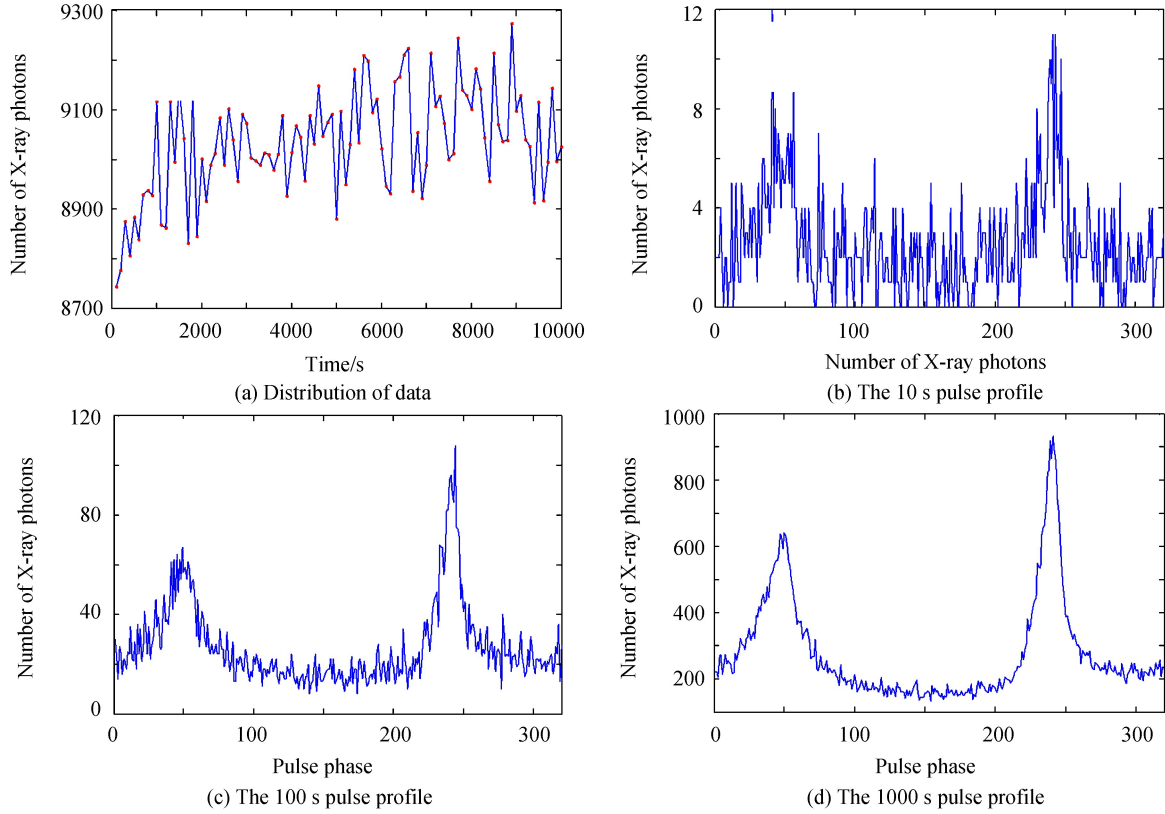 9300
9100
8900
8700
Number of X-ray photons
0
2000
4000
6000
8000
10000
Time/s
(a) Distribution of data
12
8
4
0
Number of X-ray photons
0
100
200
300
Number of X-ray photons
(b) The 10 s pulse profile
120
80
40
0
Number of X-ray photons
0
100
200
300
Pulse phase
(c) The 100 s pulse profile
1000
800
600
400
200
Number of X-ray photons
0
100
200
300
Pulse phase
(d) The 1000 s pulse profile